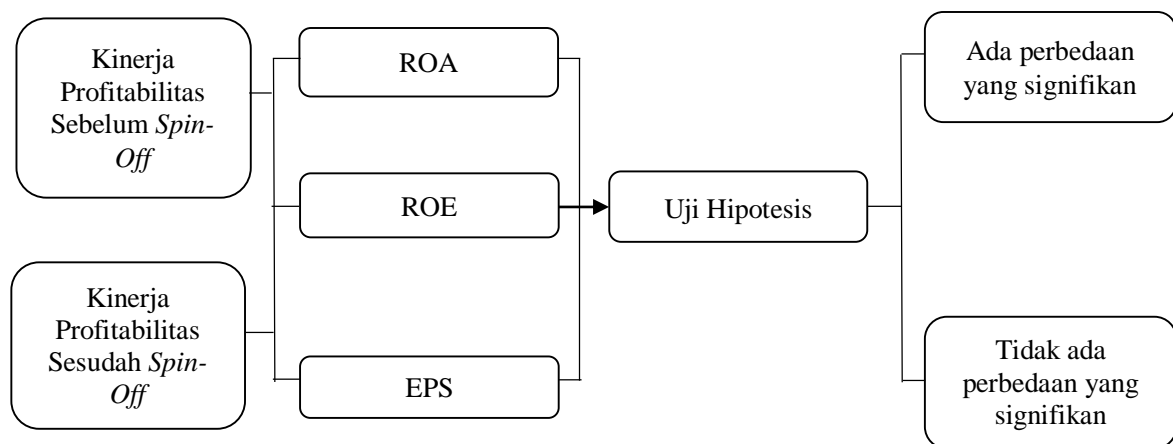 Kinerja
Profitabilitas
Sebelum Spin-
Off
Kinerja
Profitabilitas
Sesudah Spin-
Off
ROA
ROE
EPS
Uji Hipotesis
Ada perbedaan
yang signifikan
Tidak ada
perbedaan yang
signifikan